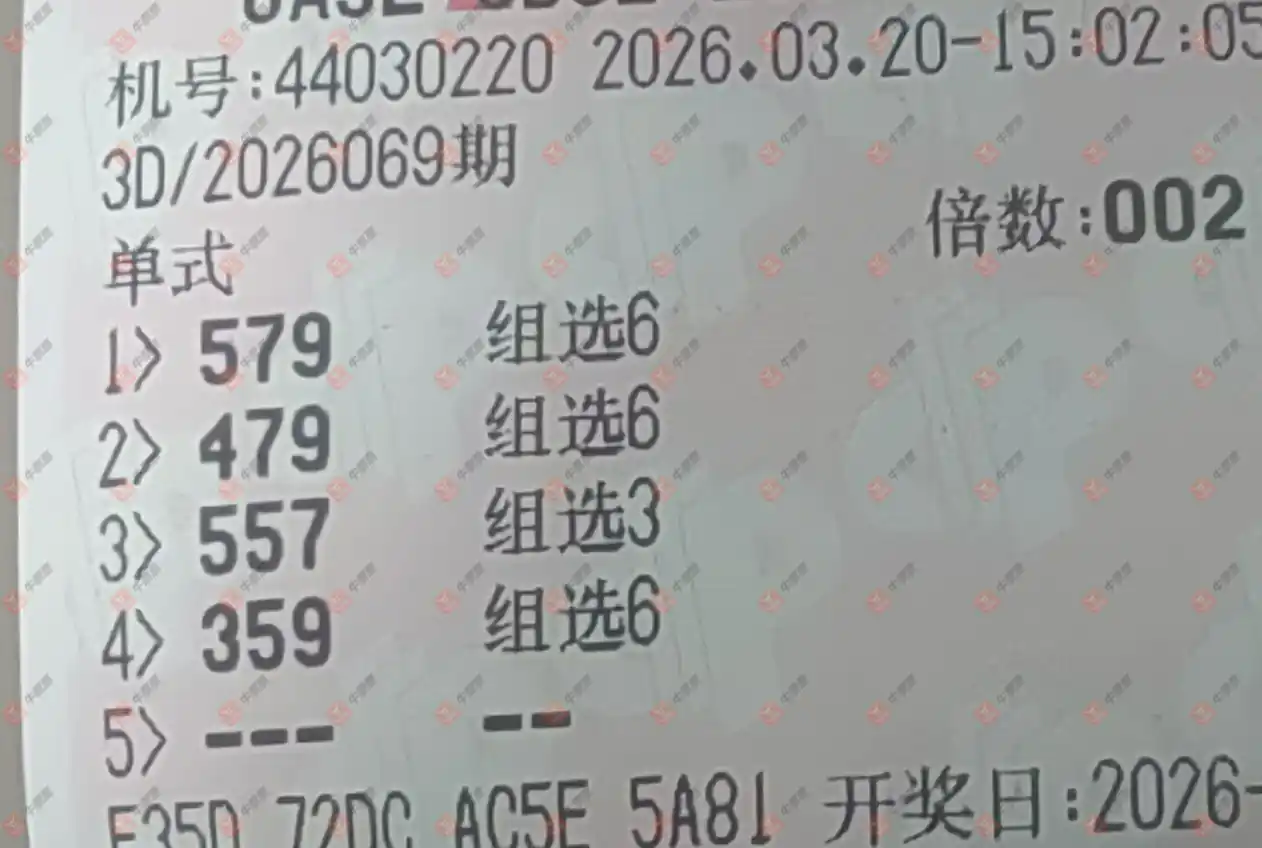 机号:44030220 2026.03.20-15:02:05
3D/2026069期
单式 倍数:002
1> 579 组选6
2> 479 组选6
3> 557 组选3
4> 359 组选6
5> --- --
E35D 72DC AC5E 5A81 开奖日:2026-